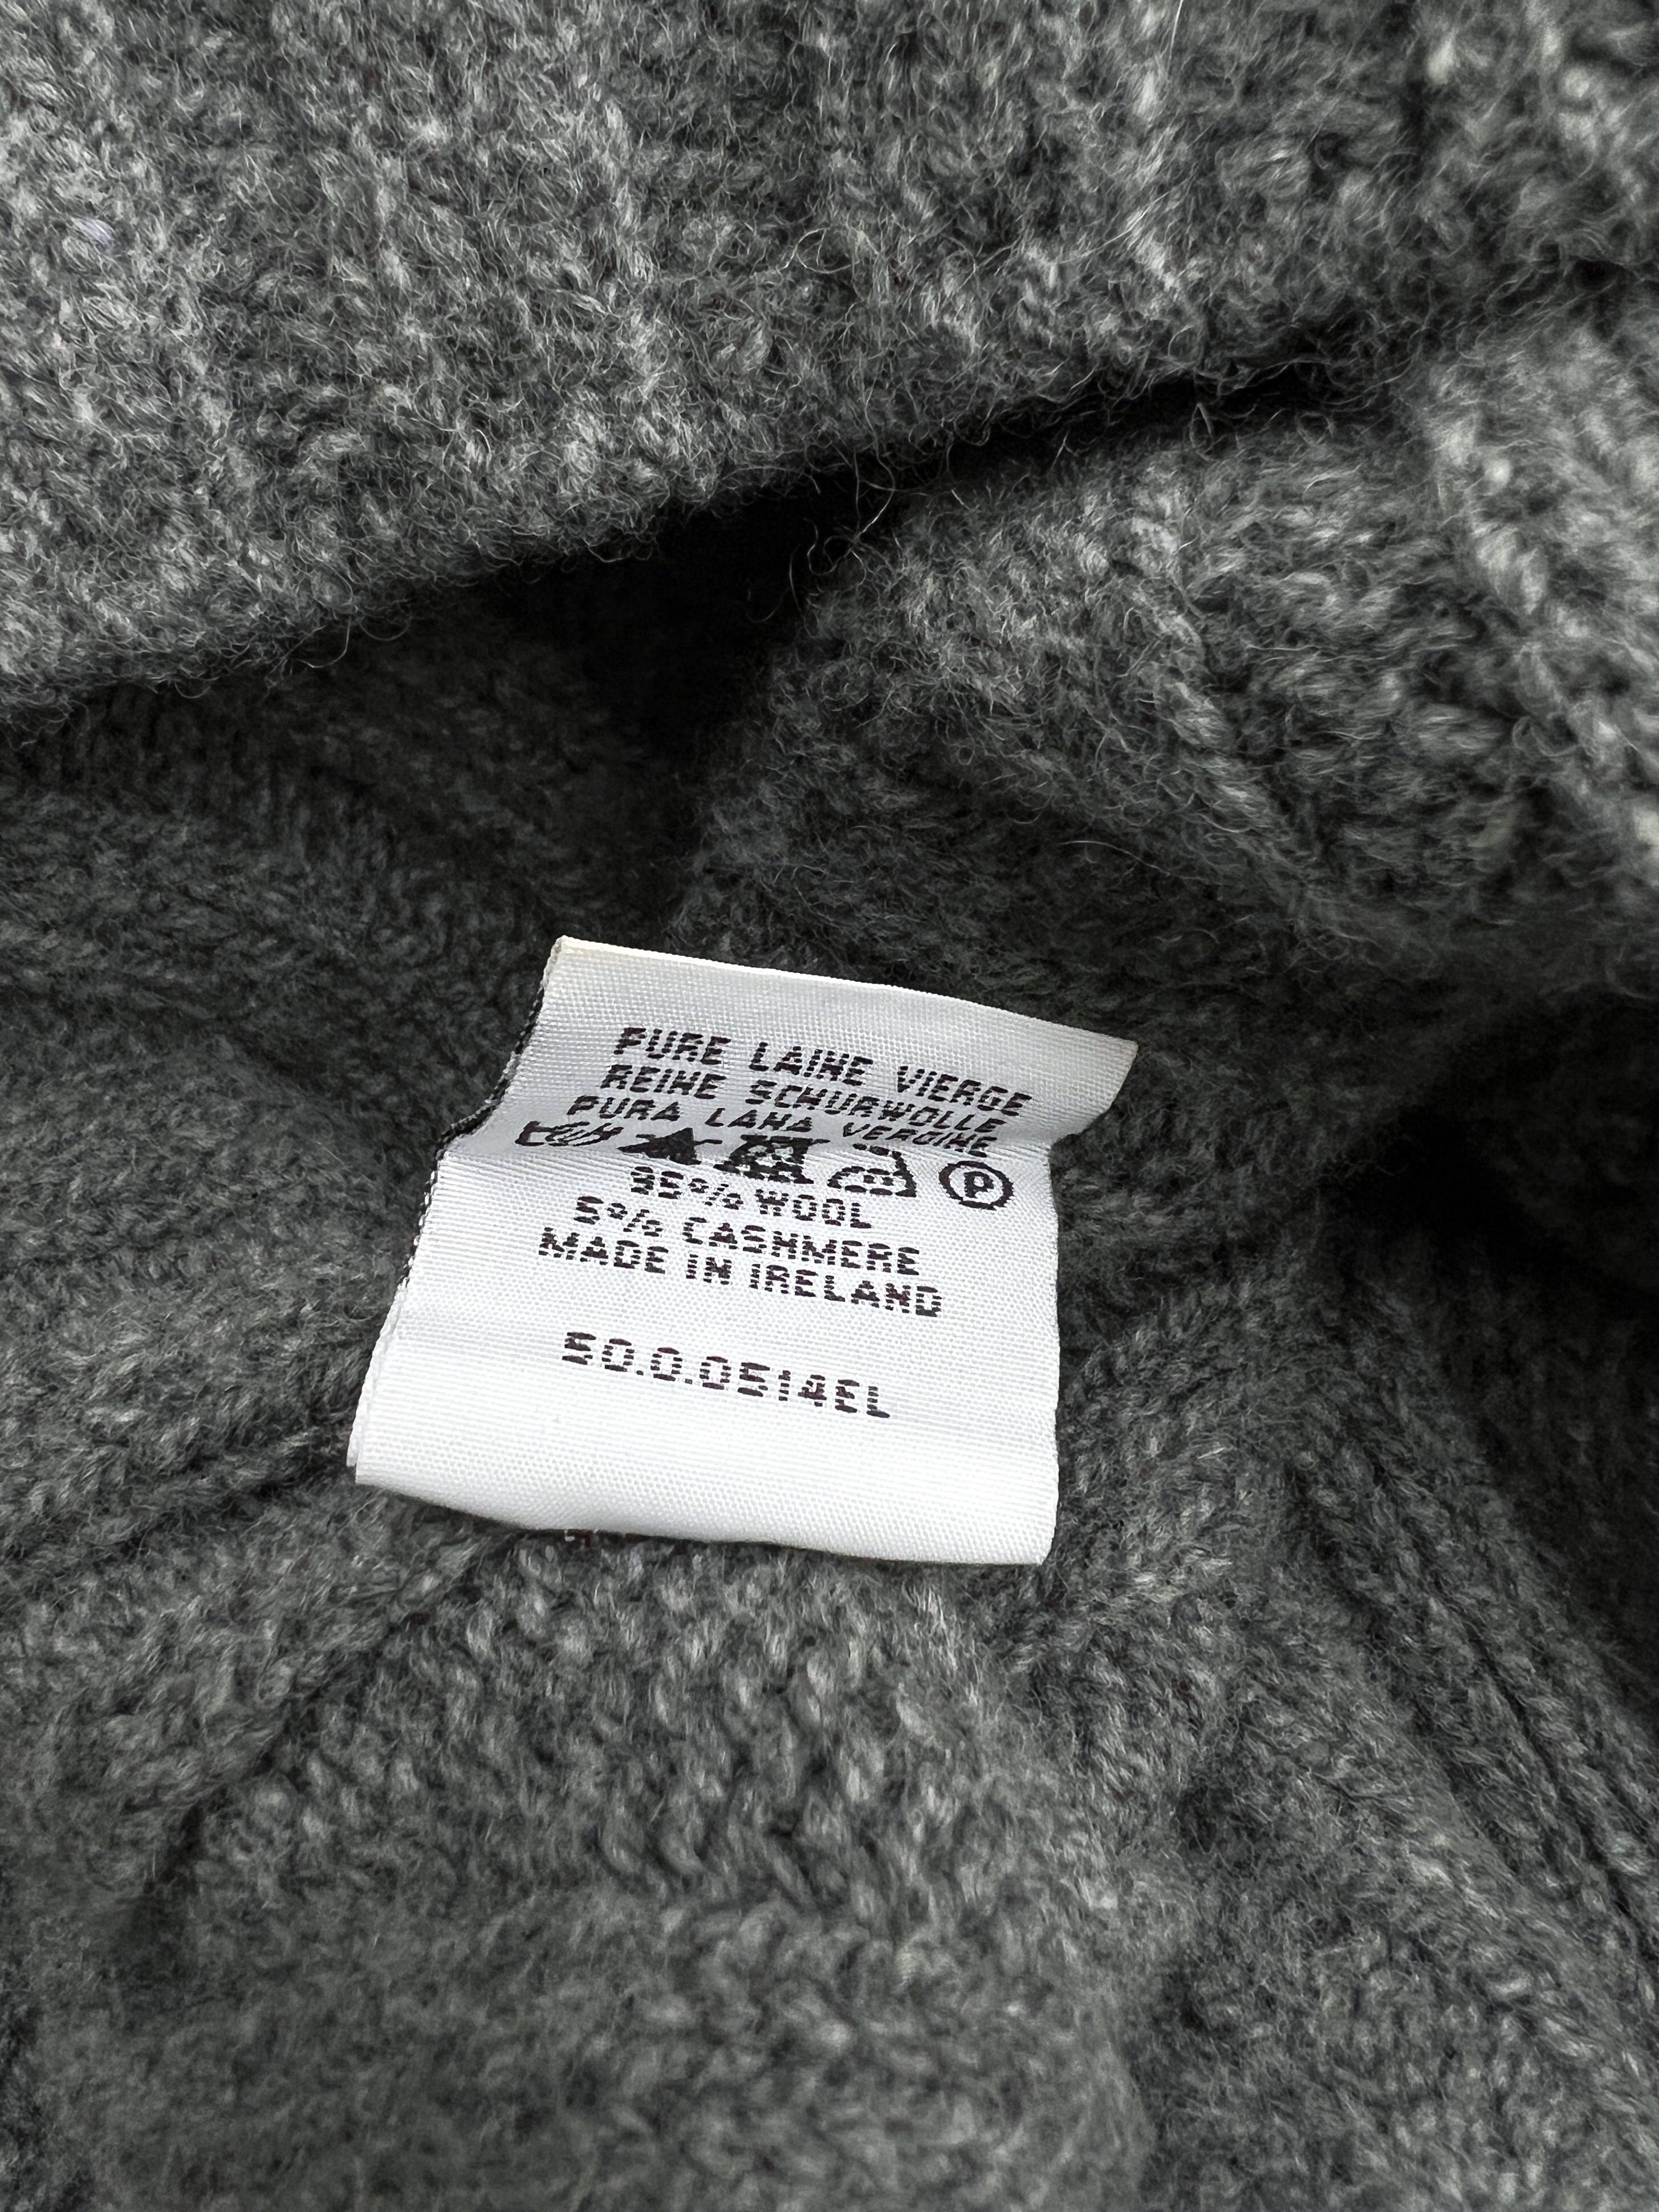 PURE LAINE VIERGE
REINE SCHURWOLLE
PURA LANA VERGINE
P
95% WOOL
5% CASHMERE
MADE IN IRELAND
50.0.0514EL